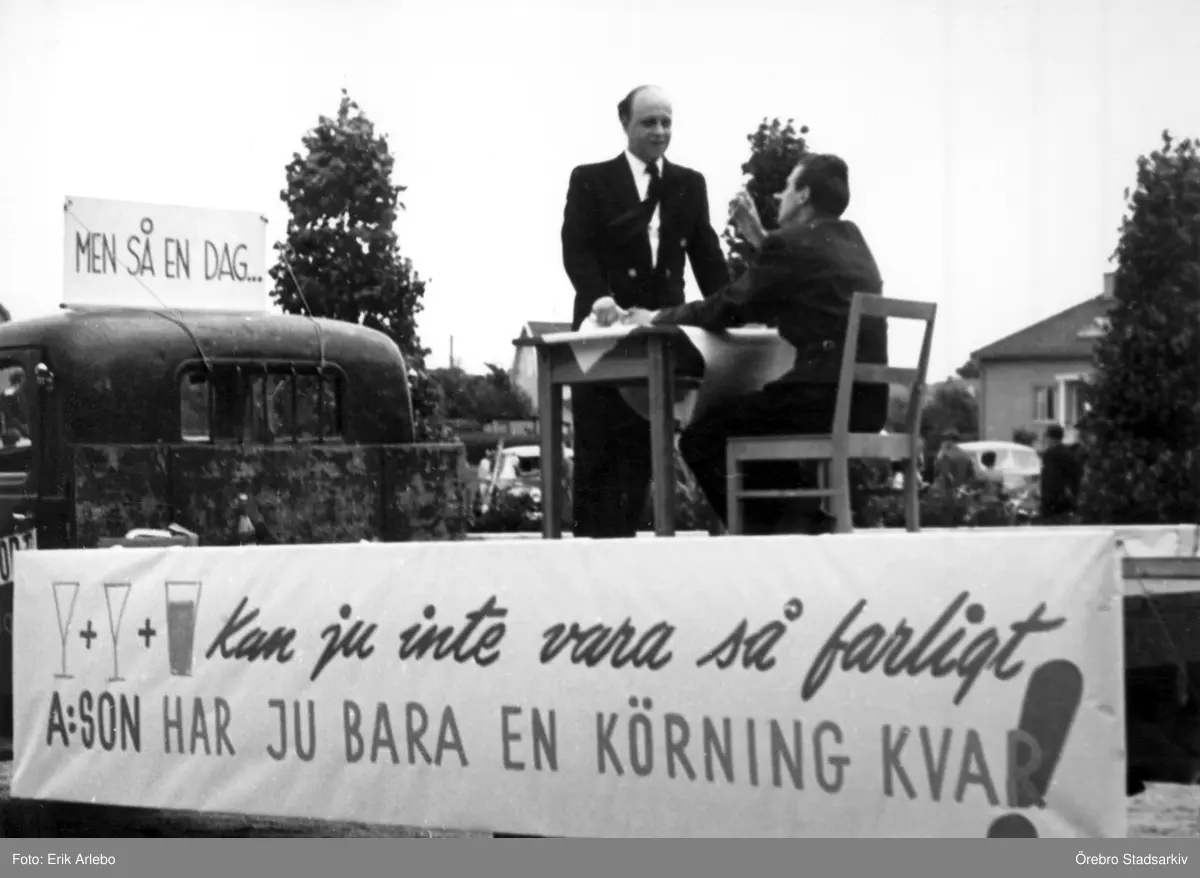 MEN SÅ EN DAG...
+ + Kan ju inte vara så farligt
A:SON HAR JU BARA EN KÖRNING KVAR!
Foto: Erik Arlebo
Örebro Stadsarkiv